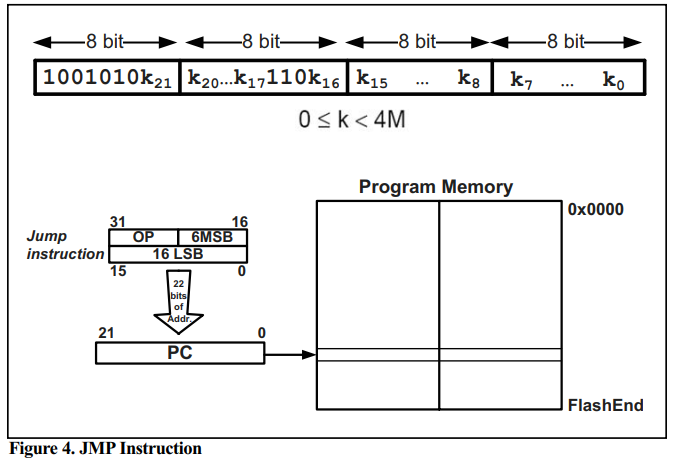 8 bit 8 bit 8 bit 8 bit
1001010k₂₁ k₂₀...k₁₇110k₁₆ k₁₅ ... k₈ k₇ ... k₀
0 ≤ k < 4M
Program Memory
0x0000
31 16
Jump OP 6MSB
instruction 16 LSB
15 0
22
bits
of
Addr.
21 0
PC
FlashEnd
Figure 4. JMP Instruction